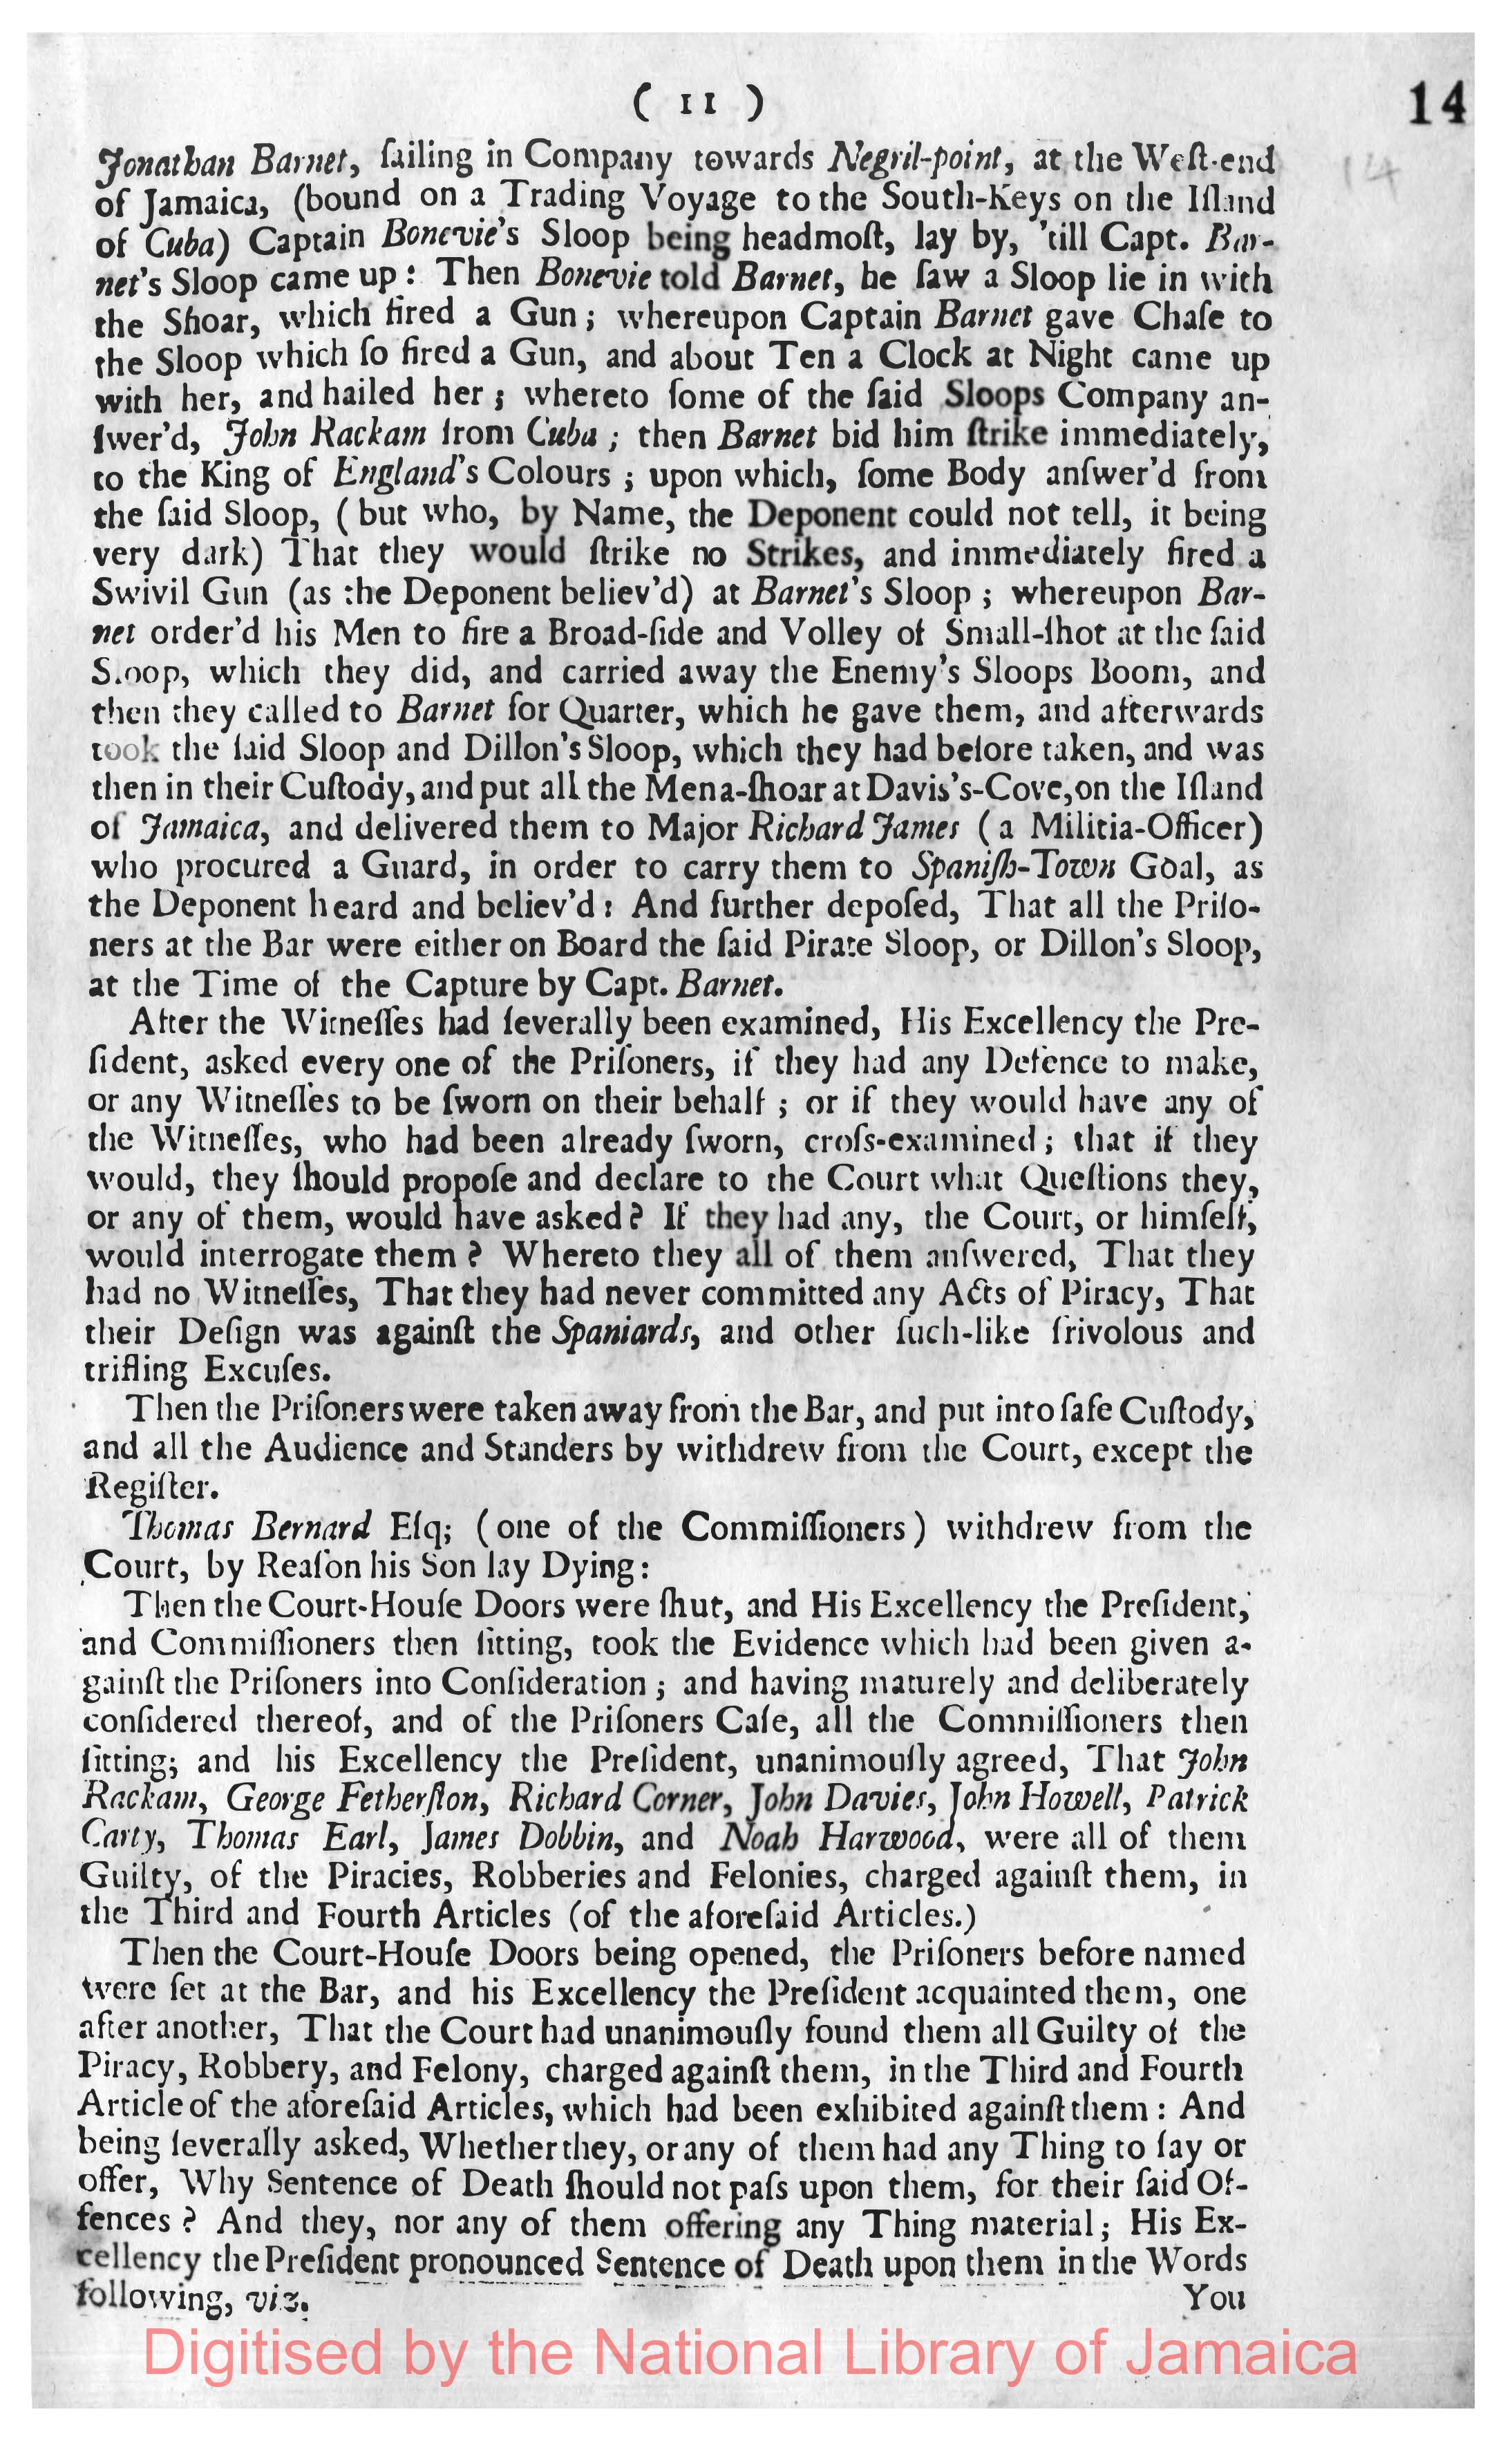 ( 11 )
14
14
Jonathan Barnet, ſailing in Company towards Negril-point, at the Weſt-end
of Jamaica, (bound on a Trading Voyage to the South-Keys on the Iſland
of Cuba) Captain Bonevie's Sloop being headmoſt, lay by, 'till Capt. Bar-
net's Sloop came up : Then Bonevie told Barnet, he ſaw a Sloop lie in with
the Shoar, which fired a Gun ; whereupon Captain Barnet gave Chaſe to
the Sloop which ſo fired a Gun, and about Ten a Clock at Night came up
with her, and hailed her ; whereto ſome of the ſaid Sloops Company an-
ſwer'd, John Rackam from Cuba ; then Barnet bid him ſtrike immediately,
to the King of England's Colours ; upon which, ſome Body anſwer'd from
the ſaid Sloop, ( but who, by Name, the Deponent could not tell, it being
very dark) That they would ſtrike no Strikes, and immediately fired a
Swivil Gun (as the Deponent believ'd) at Barnet's Sloop ; whereupon Bar-
net order'd his Men to fire a Broad-ſide and Volley of Small-ſhot at the ſaid
Sloop, which they did, and carried away the Enemy's Sloops Boom, and
then they called to Barnet for Quarter, which he gave them, and afterwards
took the ſaid Sloop and Dillon's Sloop, which they had before taken, and was
then in their Cuſtody, and put all the Men a-ſhoar at Davis's-Cove, on the Iſland
of Jamaica, and delivered them to Major Richard James ( a Militia-Officer)
who procured a Guard, in order to carry them to Spaniſh-Town Goal, as
the Deponent heard and believ'd : And further depoſed, That all the Priſo-
ners at the Bar were either on Board the ſaid Pirate Sloop, or Dillon's Sloop,
at the Time of the Capture by Capt. Barnet.
After the Witneſſes had ſeverally been examined, His Excellency the Pre-
ſident, asked every one of the Priſoners, if they had any Defence to make,
or any Witneſſes to be ſworn on their behalf ; or if they would have any of
the Witneſſes, who had been already ſworn, croſs-examined ; that if they
would, they ſhould propoſe and declare to the Court what Queſtions they,
or any of them, would have asked ? If they had any, the Court, or himſelf,
would interrogate them ? Whereto they all of them anſwered, That they
had no Witneſſes, That they had never committed any Acts of Piracy, That
their Deſign was againſt the Spaniards, and other ſuch-like frivolous and
trifling Excuſes.
Then the Priſoners were taken away from the Bar, and put into ſafe Cuſtody,
and all the Audience and Standers by withdrew from the Court, except the
Regiſter.
Thomas Bernard Eſq; ( one of the Commiſſioners ) withdrew from the
Court, by Reaſon his Son lay Dying :
Then the Court-Houſe Doors were ſhut, and His Excellency the Preſident,
and Commiſſioners then ſitting, took the Evidence which had been given a-
gainſt the Priſoners into Conſideration ; and having maturely and deliberately
conſidered thereof, and of the Priſoners Caſe, all the Commiſſioners then
ſitting; and his Excellency the Preſident, unanimouſly agreed, That John
Rackam, George Fetherſton, Richard Corner, John Davies, John Howell, Patrick
Carty, Thomas Earl, James Dobbin, and Noah Harwood, were all of them
Guilty, of the Piracies, Robberies and Felonies, charged againſt them, in
the Third and Fourth Articles (of the aforeſaid Articles.)
Then the Court-Houſe Doors being opened, the Priſoners before named
were ſet at the Bar, and his Excellency the Preſident acquainted them, one
after another, That the Court had unanimouſly found them all Guilty of the
Piracy, Robbery, and Felony, charged againſt them, in the Third and Fourth
Article of the aforeſaid Articles, which had been exhibited againſt them : And
being ſeverally asked, Whether they, or any of them had any Thing to ſay or
offer, Why Sentence of Death ſhould not paſs upon them, for their ſaid Of-
fences ? And they, nor any of them offering any Thing material ; His Ex-
cellency the Preſident pronounced Sentence of Death upon them in the Words
following, viz.
You
Digitised by the National Library of Jamaica